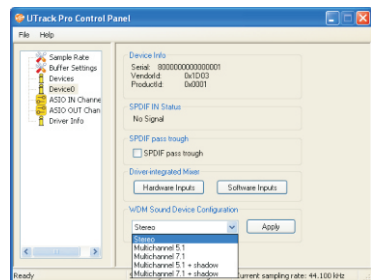 UTrack Pro Control Panel
File Help
Sample Rate
Buffer Settings
Devices
Device0
ASIO IN Channe
ASIO OUT Chan
Driver Info
Device Info
Serial: 8000000000000001
VendorId: 0x1D03
ProductId: 0x0001
SPDIF IN Status
No Signal
SPDIF pass trough
SPDIF pass trough
Driver-integrated Mixer
Hardware Inputs Software Inputs
WDM Sound Device Configuration
Stereo Apply
Stereo
Multichannel 5.1
Multichannel 7.1
Multichannel 5.1 + shadow
Multichannel 7.1 + shadow
Ready
urrent sampling rate: 44.100 kHz